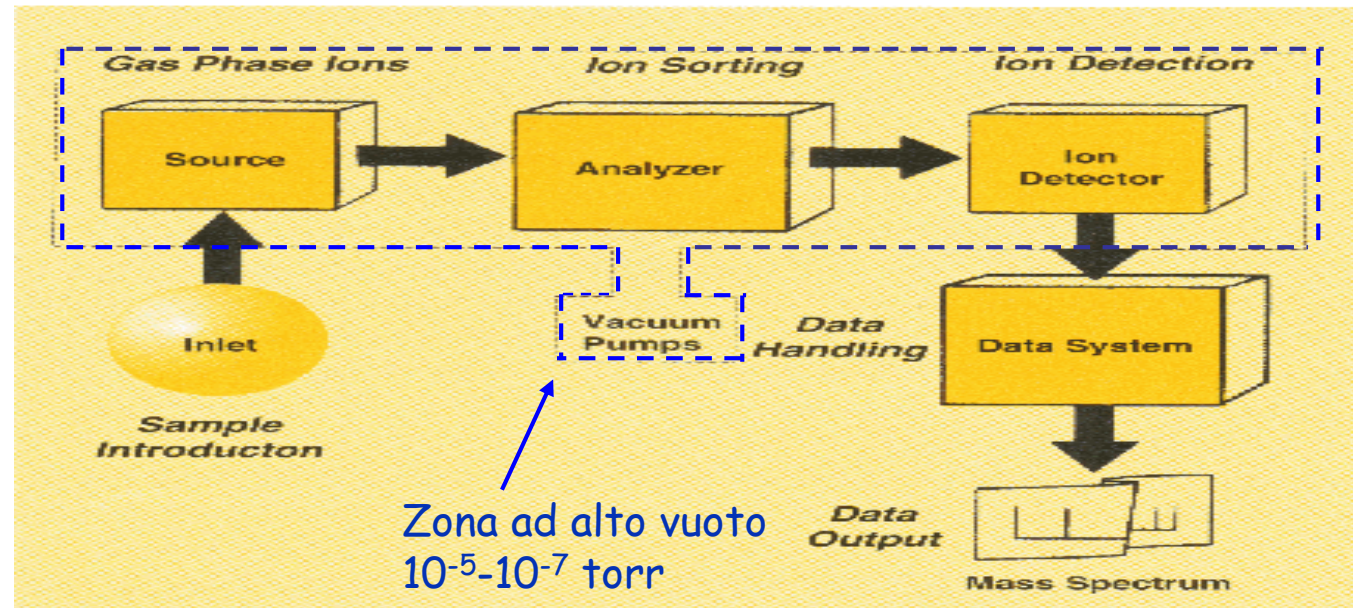 Gas Phase Ions
Ion Sorting
Ion Detection
Source
Analyzer
Ion
Detector
Inlet
Vacuum
Pumps
Data
Handling
Data System
Sample
Introducton
Zona ad alto vuoto
10⁻⁵-10⁻⁷ torr
Data
Output
Mass Spectrum